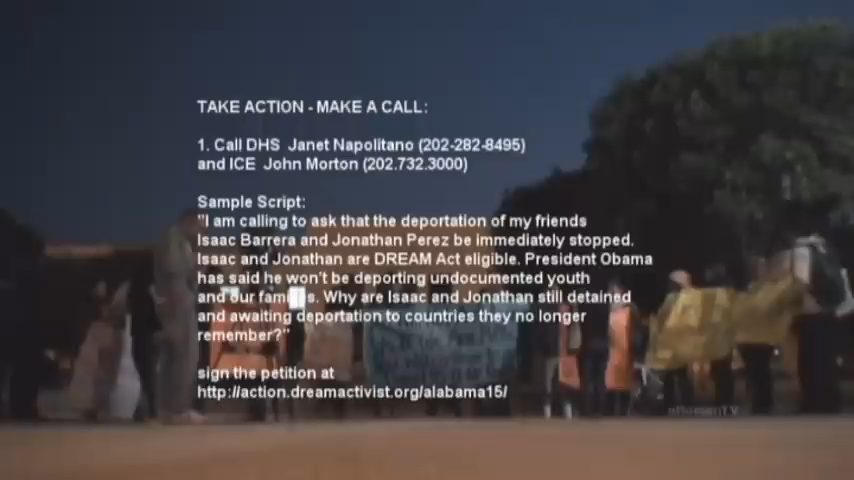 TAKE ACTION - MAKE A CALL:
1. Call DHS Janet Napolitano (202-282-8495)
and ICE John Morton (202.732.3000)
Sample Script:
"I am calling to ask that the deportation of my friends
Isaac Barrera and Jonathan Perez be immediately stopped.
Isaac and Jonathan are DREAM Act eligible. President Obama
has said he won't be deporting undocumented youth
and our families. Why are Isaac and Jonathan still detained
and awaiting deportation to countries they no longer
remember?"
sign the petition at
http://action.dreamactivist.org/alabama15/